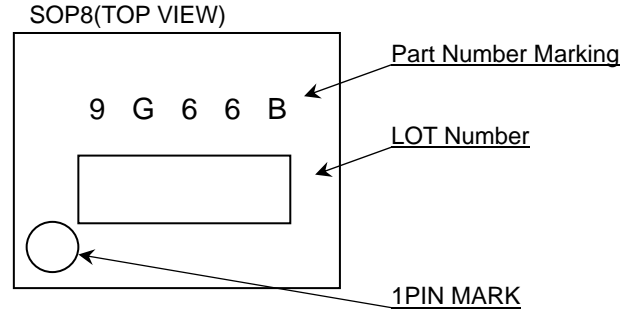 SOP8(TOP VIEW)
Part Number Marking
9 G 6 6 B
LOT Number
1PIN MARK